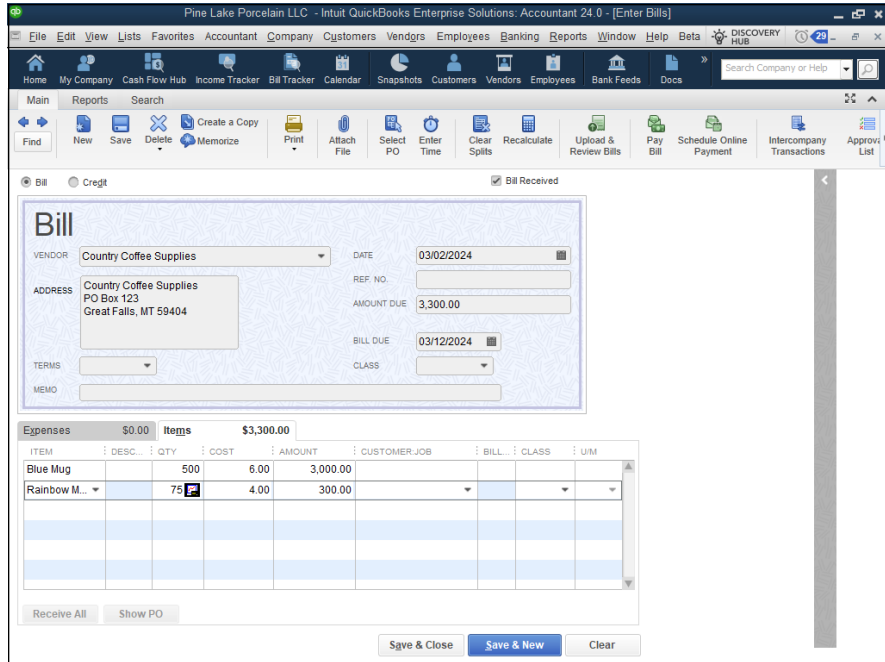 Pine Lake Porcelain LLC - Intuit QuickBooks Enterprise Solutions: Accountant 24.0 - [Enter Bills]
File Edit View Lists Favorites Accountant Company Customers Vendors Employees Banking Reports Window Help Beta DISCOVERY HUB 29
Home My Company Cash Flow Hub Income Tracker Bill Tracker Calendar Snapshots Customers Vendors Employees Bank Feeds Docs » Search Company or Help
Main Reports Search
Find New Save Delete Create a Copy Memorize Print Attach File Select PO Enter Time Clear Splits Recalculate Upload & Review Bills Pay Bill Schedule Online Payment Intercompany Transactions Approva List
Bill Credit Bill Received
Bill
VENDOR Country Coffee Supplies DATE 03/02/2024
REF. NO.
ADDRESS Country Coffee Supplies
PO Box 123
Great Falls, MT 59404
AMOUNT DUE 3,300.00
BILL DUE 03/12/2024
TERMS CLASS
MEMO
Expenses $0.00 Items $3,300.00
ITEM DESC... QTY COST AMOUNT CUSTOMER:JOB BILL... CLASS U/M
Blue Mug 500 6.00 3,000.00
Rainbow M... 75 4.00 300.00
Receive All Show PO
Save & Close Save & New Clear